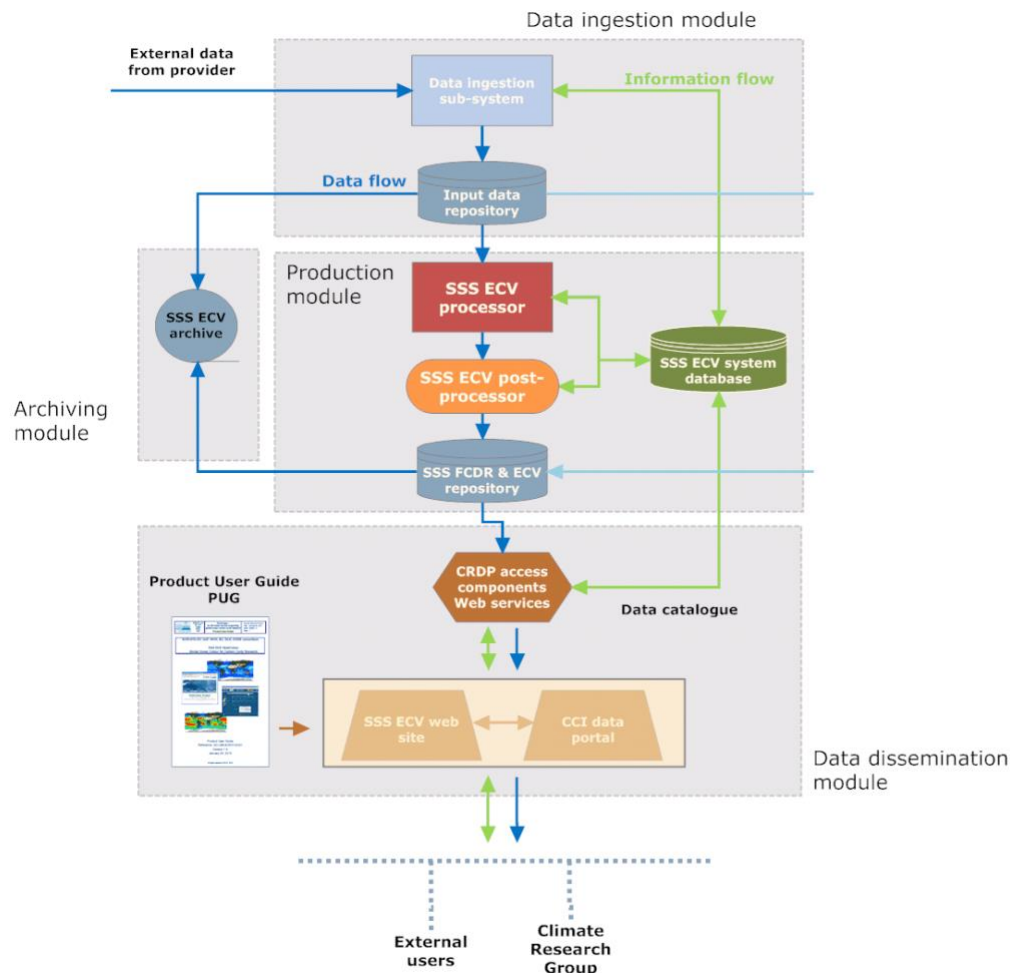 Data ingestion module
External data
from provider
Data ingestion
sub-system
Information flow
Data flow
Input data
repository
Production
module
SSS ECV
processor
SSS ECV
archive
SSS ECV system
database
SSS ECV post-
processor
Archiving
module
SSS FCDR & ECV
repository
Product User Guide
PUG
CRDP access
components
Web services
Data catalogue
SSS ECV web
site
CCI data
portal
Data dissemination
module
External
users
Climate
Research
Group